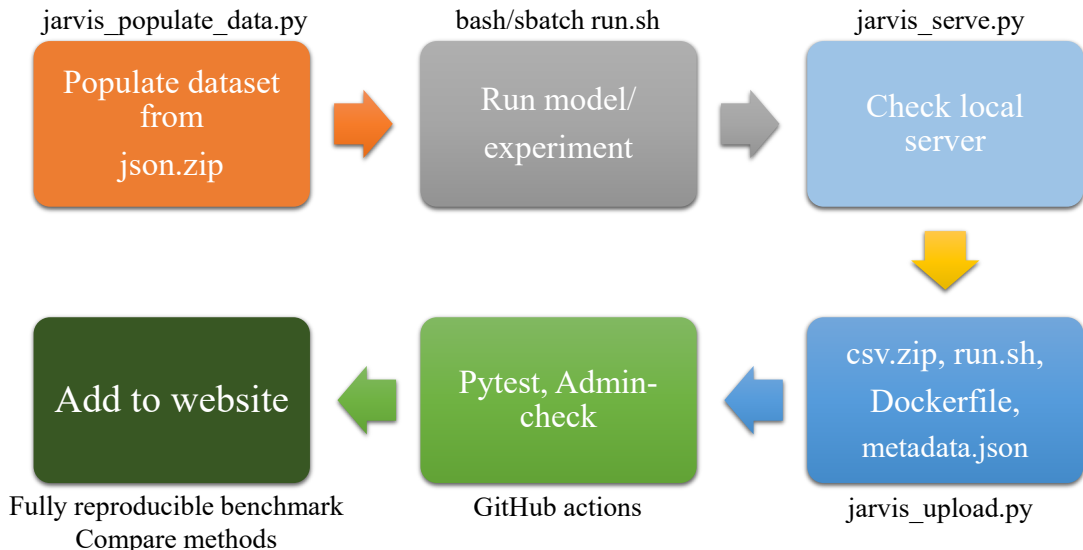 jarvis_populate_data.py
Populate dataset
from
json.zip
bash/sbatch run.sh
Run model/
experiment
jarvis_serve.py
Check local
server
csv.zip, run.sh,
Dockerfile,
metadata.json
jarvis_upload.py
Pytest, Admin-
check
GitHub actions
Add to website
Fully reproducible benchmark
Compare methods